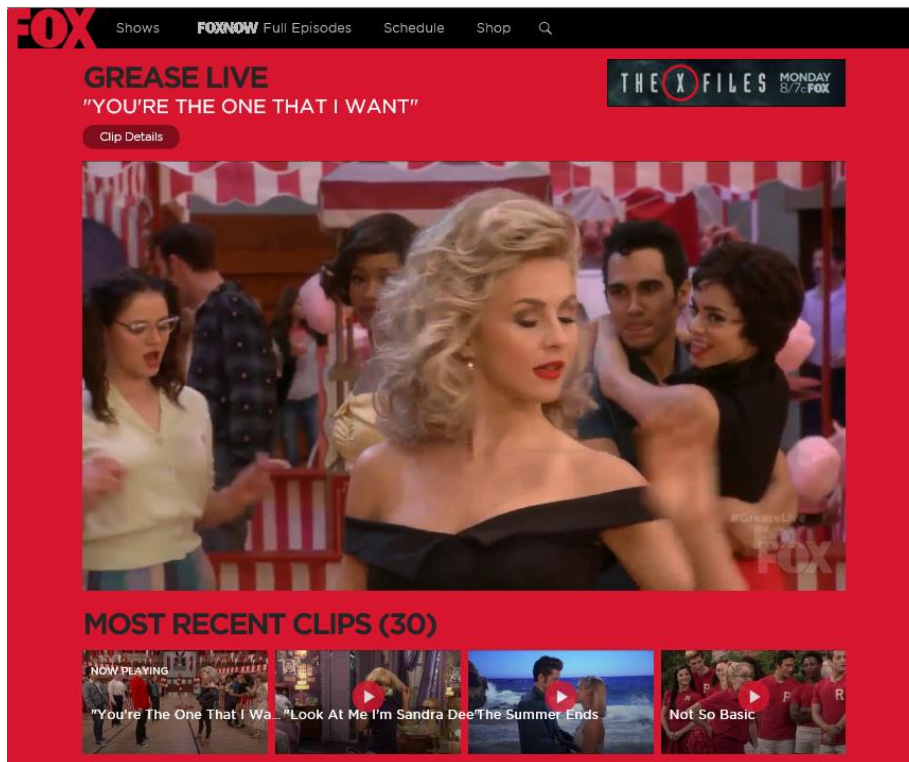 FOX
Shows
FOXNOW Full Episodes
Schedule
Shop
GREASE LIVE
"YOU'RE THE ONE THAT I WANT"
Clip Details
THE X FILES
MONDAY
8/7c FOX
#GreaseLive
FOX
MOST RECENT CLIPS (30)
NOW PLAYING
"You're The One That I Wa...
"Look At Me I'm Sandra Dee"
The Summer Ends
Not So Basic
R
R